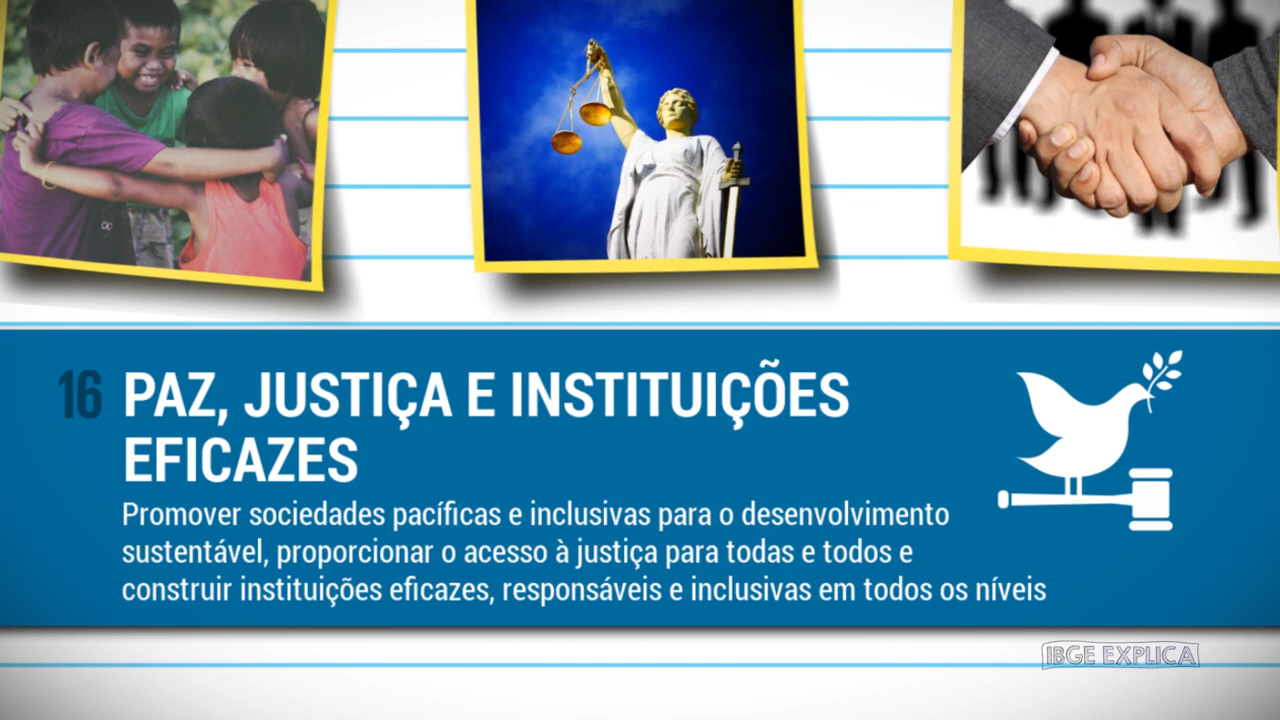 16 PAZ, JUSTIÇA E INSTITUIÇÕES
EFICAZES
Promover sociedades pacíficas e inclusivas para o desenvolvimento
sustentável, proporcionar o acesso à justiça para todas e todos e
construir instituições eficazes, responsáveis e inclusivas em todos os níveis
IBGE EXPLICA